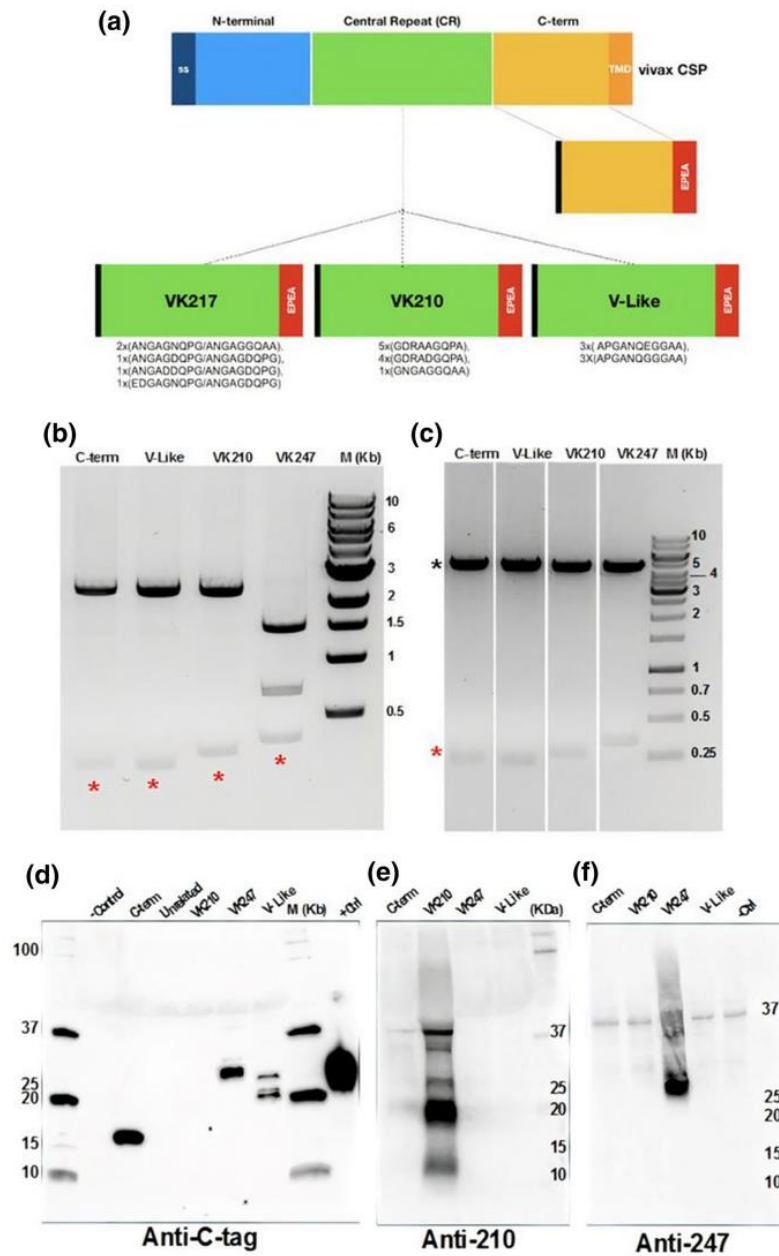 (a)
N-terminal Central Repeat (CR) C-term
SS TMD vivax CSP
EPEA
VK217 EPEA VK210 EPEA V-Like EPEA
2x(ANGAGNQPG/ANGAGGQAA), 5x(GDRAAGQPA, 3x( APGANQEGGAA),
1x(ANGAGDQPG/ANGAGDQPG), 4x(GDRADGQPA), 3X(APGANQGGGAA)
1x(ANGADDQPG/ANGAGDQPG), 1x(GNGAGGQAA)
1x(EDGAGNQPG/ANGAGDQPG)
(b)
C-term V-Like VK210 VK247 M (Kb)
10
6
3
2
1.5
1
0.5
* * * *
(c)
C-term V-Like VK210 VK247 M (Kb)
10
* 5
4
3
2
1
0.7
0.5
* 0.25
(d)
-Control C-term Unrelated VK210 VK247 V-Like M (Kb) +Ctrl
100
37
25
20
15
10
Anti-C-tag
(e)
C-term VK210 VK247 V-Like (KDa)
37
25
20
15
10
Anti-210
(f)
C-term VK210 VK247 V-Like -Ctrl
37
25
20
15
10
Anti-247